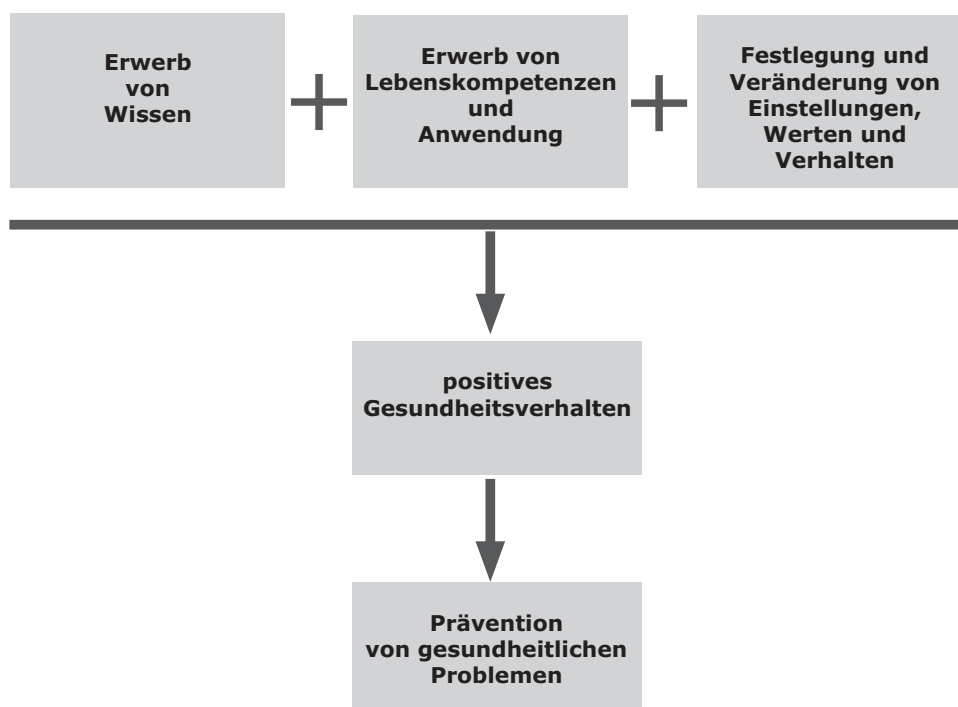 Erwerb
von
Wissen
Erwerb von
Lebenskompetenzen
und
Anwendung
Festlegung und
Veränderung von
Einstellungen,
Werten und
Verhalten
positives
Gesundheitsverhalten
Prävention
von gesundheitlichen
Problemen